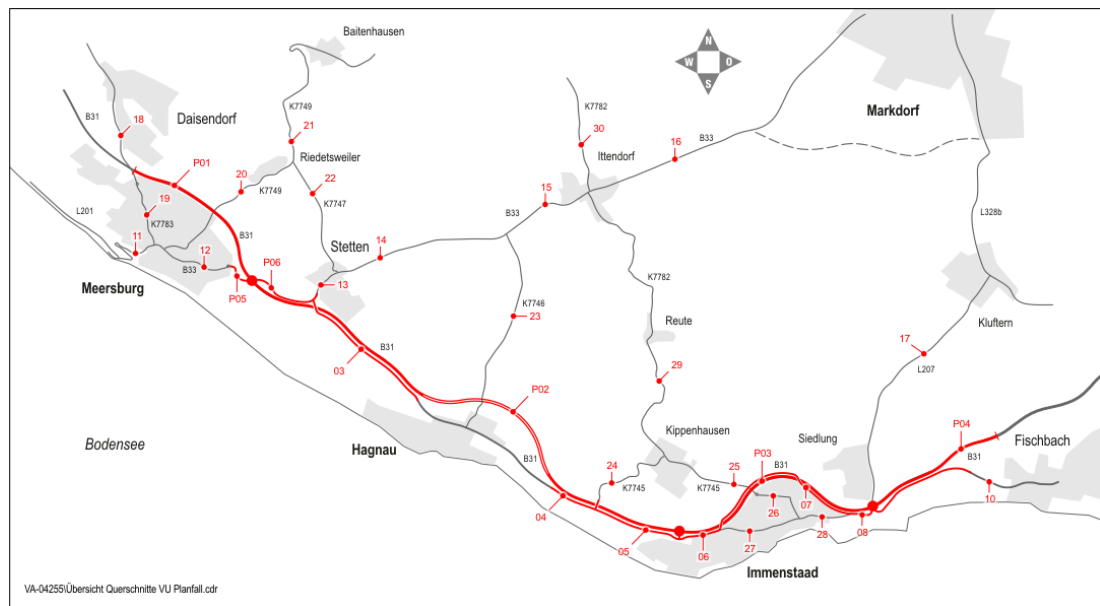 Baitenhausen
N
W
O
S
K7749
K7782
B31
18
Daisendorf
21
30
16
B33
Markdorf
Ittendorf
P01
Riedetsweiler
20
K7749
22
K7747
15
L201
19
K7783
B31
B33
L328b
11
12
B33
Stetten
14
P05
P06
13
K7782
Meersburg
K7746
23
Reute
Kluftern
03
B31
17
L207
29
P02
Bodensee
Hagnau
Kippenhausen
Siedlung
P04
Fischbach
B31
B31
24
K7745
K7745
25
P03
B31
07
10
04
26
05
06
27
28
08
Immenstaad
VA-04255\Übersicht Querschnitte VU Planfall.cdr